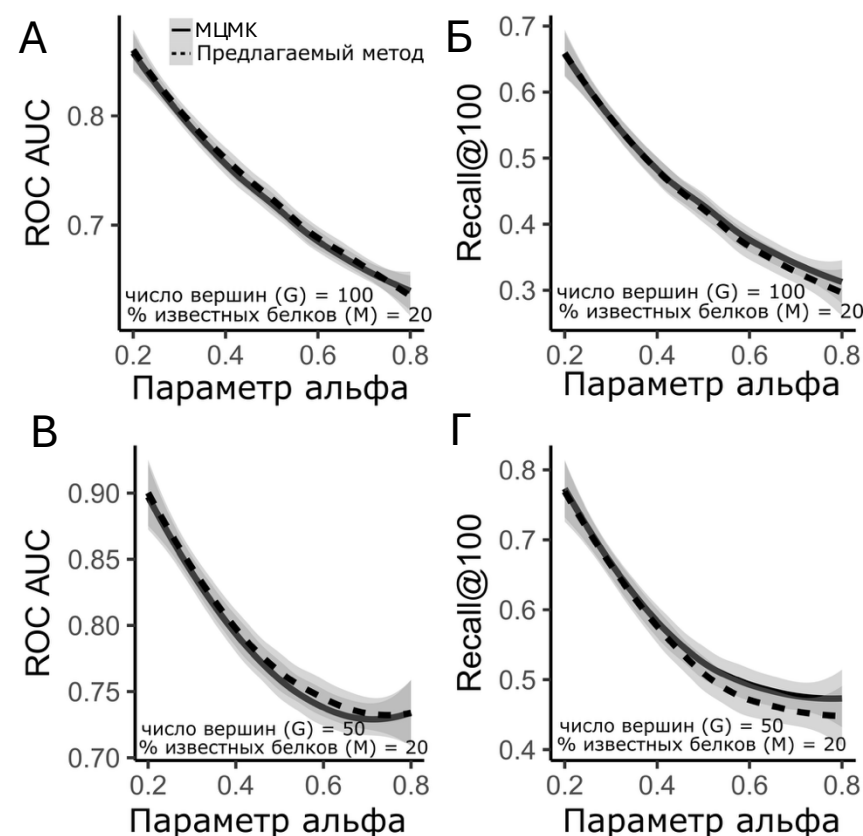 А
МЦМК
Предлагаемый метод
ROC AUC
0.8
0.7
число вершин (G) = 100
% известных белков (M) = 20
0.2 0.4 0.6 0.8
Параметр альфа
Б
Recall@100
0.7
0.6
0.5
0.4
0.3
число вершин (G) = 100
% известных белков (M) = 20
0.2 0.4 0.6 0.8
Параметр альфа
В
ROC AUC
0.90
0.85
0.80
0.75
0.70
число вершин (G) = 50
% известных белков (M) = 20
0.2 0.4 0.6 0.8
Параметр альфа
Г
Recall@100
0.8
0.7
0.6
0.5
0.4
число вершин (G) = 50
% известных белков (M) = 20
0.2 0.4 0.6 0.8
Параметр альфа